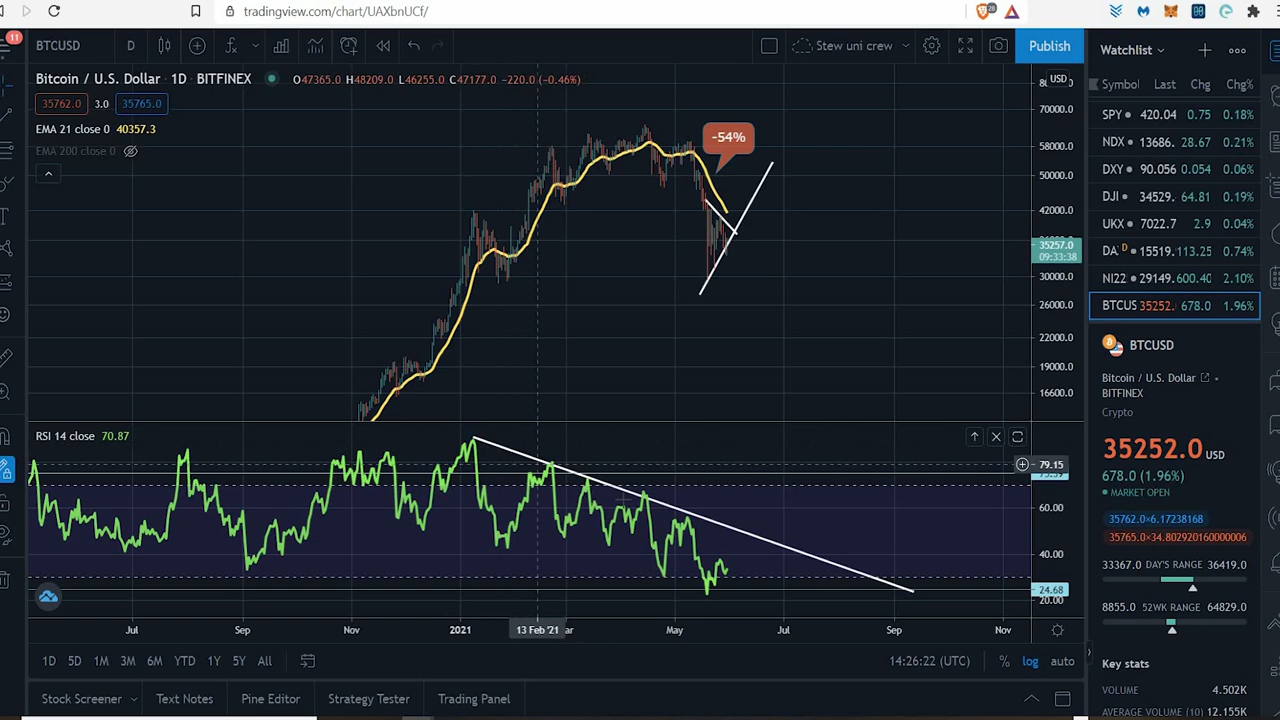 tradingview.com/chart/UAXbnUCf/
28
11
BTCUSD D Stew uni crew Publish
Watchlist
Bitcoin / U.S. Dollar · 1D · BITFINEX O47365.0 H48209.0 L46255.0 C47177.0 -220.0 (-0.46%)
USD
35762.0 3.0 35765.0
EMA 21 close 0 40357.3
EMA 200 close 0
-54%
70000.0
58000.0
50000.0
42000.0
35257.0
09:33:38
30000.0
26000.0
22000.0
19000.0
16600.0
RSI 14 close 70.87
79.15
60.00
40.00
24.68
20.00
Jul Sep Nov 2021 13 Feb '21 ar May Jul Sep Nov
1D 5D 1M 3M 6M YTD 1Y 5Y All 14:26:22 (UTC) % log auto
Stock Screener Text Notes Pine Editor Strategy Tester Trading Panel
Symbol Last Chg Chg%
SPY 420.04 0.75 0.18%
NDX 13686. 28.67 0.21%
DXY 90.056 0.054 0.06%
DJI 34529. 64.81 0.19%
UKX 7022.7 2.9 0.04%
DA. D 15519. 113.25 0.74%
NI22 29149. 600.40 2.10%
BTCUS 35252. 678.0 1.96%
BTCUSD
Bitcoin / U.S. Dollar •
BITFINEX
Crypto
35252.0 USD
678.0 (1.96%)
MARKET OPEN
35762.0×6.17238168
35765.0×34.802920160000006
33367.0 DAY'S RANGE 36419.0
8855.0 52WK RANGE 64829.0
Key stats
VOLUME 4.502K
AVERAGE VOLUME (10) 12.155K